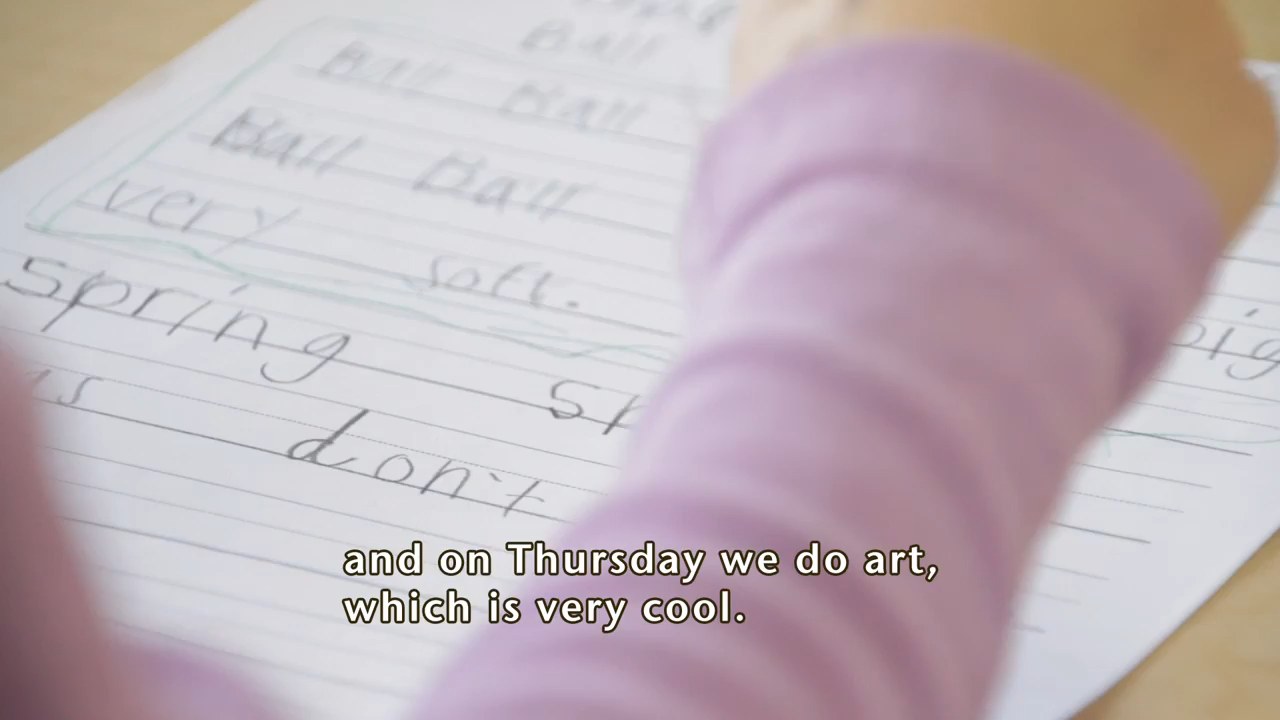 Ball
Ball Ball
Ball Ball
very soft.
spring
don't
and on Thursday we do art,
which is very cool.